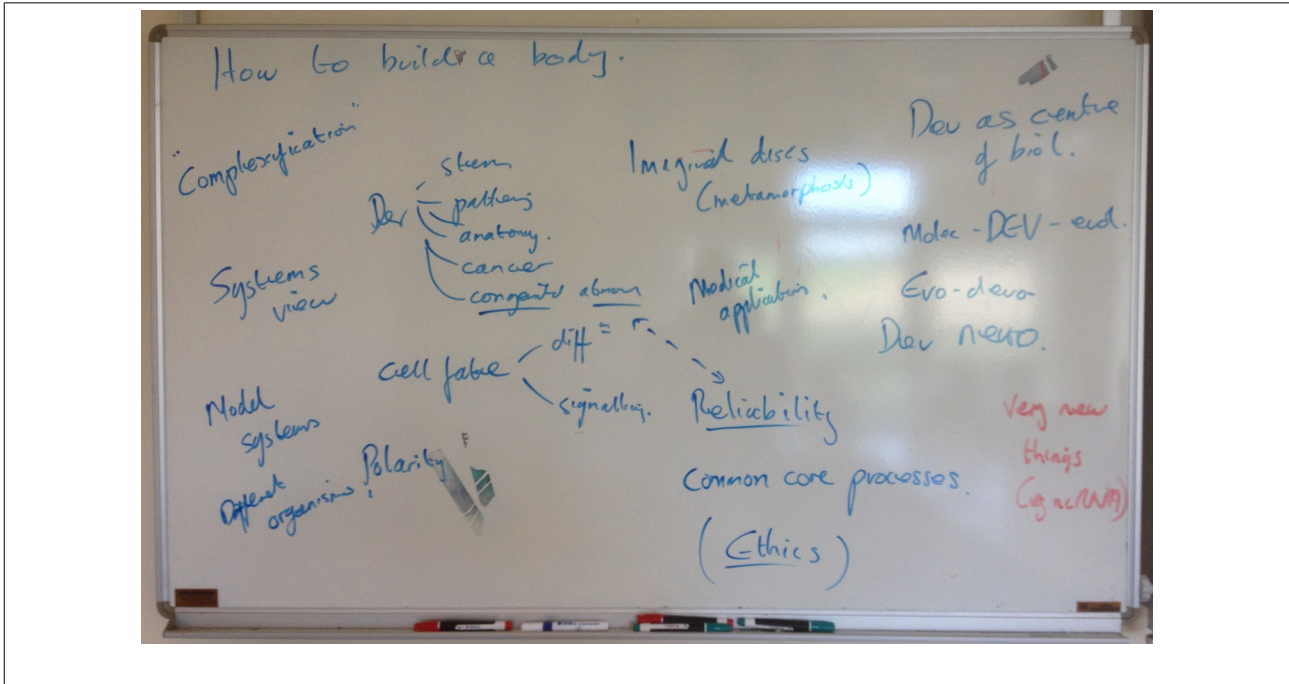 How to build a body.
"Complexification"
Dev
stem
pathing
anatomy.
cancer
congenital abnorm
Imaginal discs
(metamorphosis)
Dev as centre
of biol.
Molec - DEV - evol.
Evo-devo
Dev neuro.
Systems
view
Medical
applications,
cell fate
diff =
signalling.
Reliability
Model
systems
Different
organisms,
Polarity
Common core processes.
(Ethics)
Very new
things
(eg ncRNA)